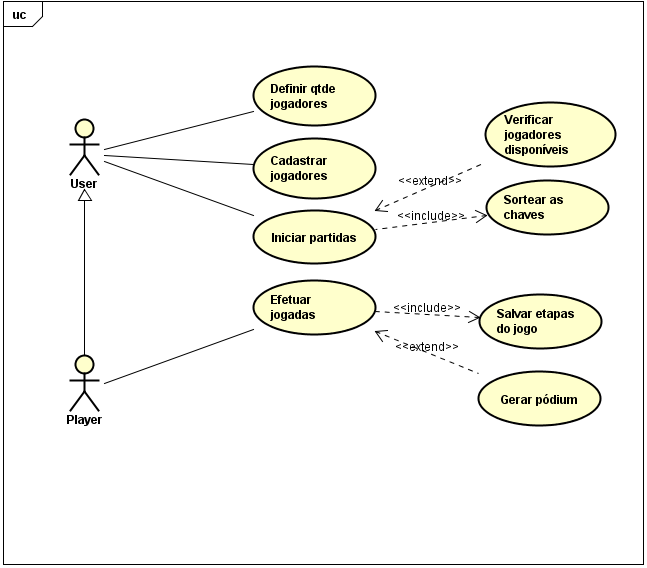 uc
Definir qtde
jogadores
Verificar
jogadores
disponíveis
User
Cadastrar
jogadores
<<extend>>
Sortear as
chaves
<<include>>
Iniciar partidas
Efetuar
jogadas
<<include>>
Salvar etapas
do jogo
<<extend>>
Gerar pódium
Player